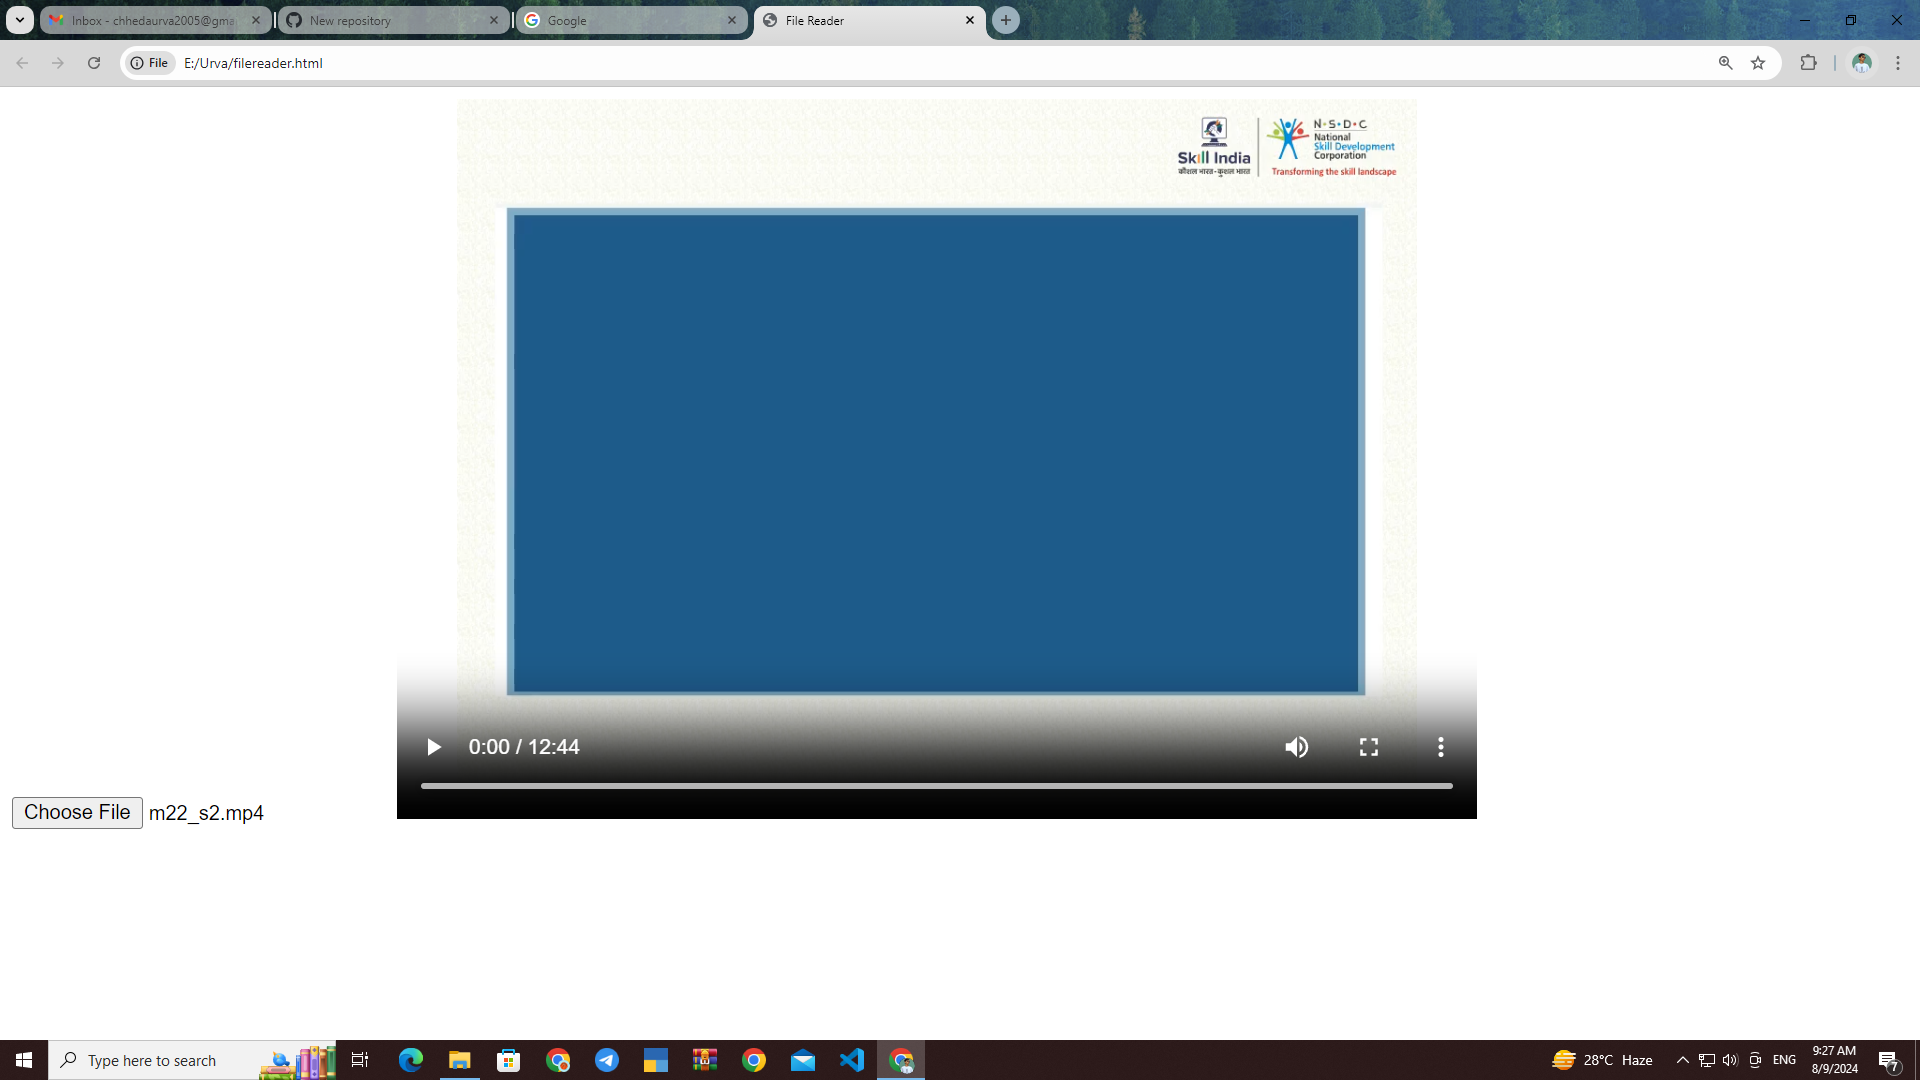 Inbox - chhedaurva2005@gma
New repository
Google
File Reader
File
E:/Urva/filereader.html
Skill India
कौशल भारत-कुशल भारत
N·S·D·C
National
Skill Development
Corporation
Transforming the skill landscape
0:00 / 12:44
Choose File m22_s2.mp4
Type here to search
28°C Haze
ENG
9:27 AM
8/9/2024
7